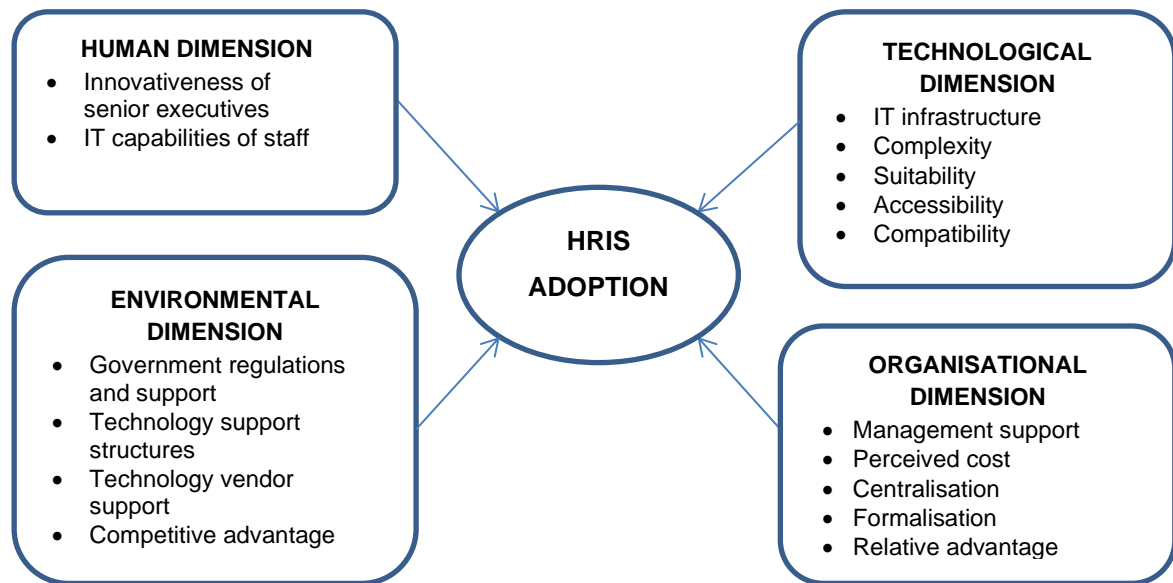 HUMAN DIMENSION
• Innovativeness of
senior executives
• IT capabilities of staff
TECHNOLOGICAL
DIMENSION
• IT infrastructure
• Complexity
• Suitability
• Accessibility
• Compatibility
HRIS
ADOPTION
ENVIRONMENTAL
DIMENSION
• Government regulations
and support
• Technology support
structures
• Technology vendor
support
• Competitive advantage
ORGANISATIONAL
DIMENSION
• Management support
• Perceived cost
• Centralisation
• Formalisation
• Relative advantage